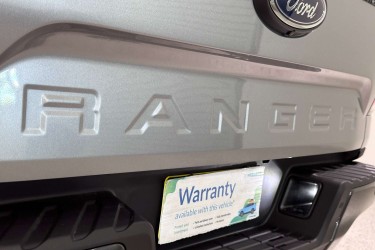 Ford
RANGER
Warranty
available with this vehicle*